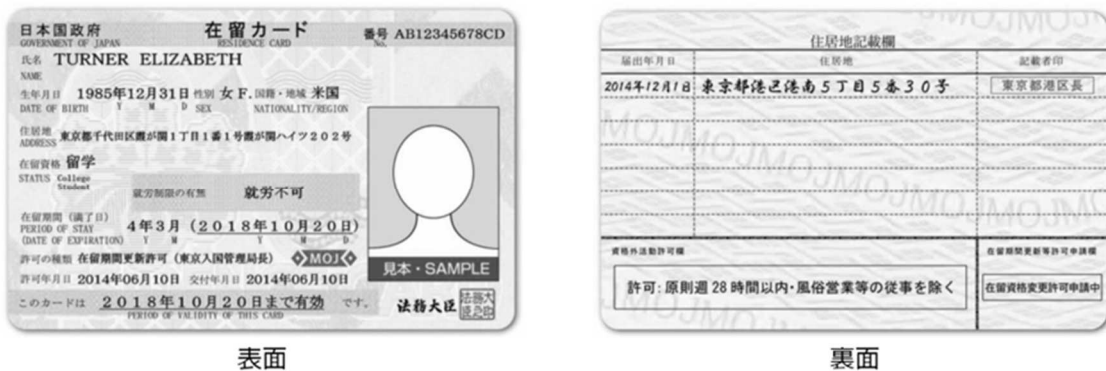 日本国政府 在留カード 番号 AB12345678CD
GOVERNMENT OF JAPAN RESIDENCE CARD No.
氏名 TURNER ELIZABETH
NAME
生年月日 1985年12月31日 性別 女 F. 国籍・地域 米国
DATE OF BIRTH Y M D SEX NATIONALITY/REGION
住居地 東京都千代田区霞が関1丁目1番1号霞が関ハイツ202号
ADDRESS
在留資格 留学
STATUS College Student
就労制限の有無 就労不可
在留期間(満了日) 4年3月(2018年10月20日)
PERIOD OF STAY
(DATE OF EXPIRATION) Y M Y M D
許可の種類 在留期間更新許可(東京入国管理局長) MOJ
見本・SAMPLE
許可年月日 2014年06月10日 交付年月日 2014年06月10日
このカードは 2018年10月20日まで有効 です。
PERIOD OF VALIDITY OF THIS CARD
法務大臣 法務大臣之印
表面
住居地記載欄
届出年月日 住居地 記載者印
2014年12月1日 東京都港区港南5丁目5番30号 東京都港区長
MOJMOJMOJMOJMOJMOJ
資格外活動許可欄 在留期間更新等許可申請欄
許可:原則週28時間以内・風俗営業等の従事を除く 在留資格変更許可申請中
裏面